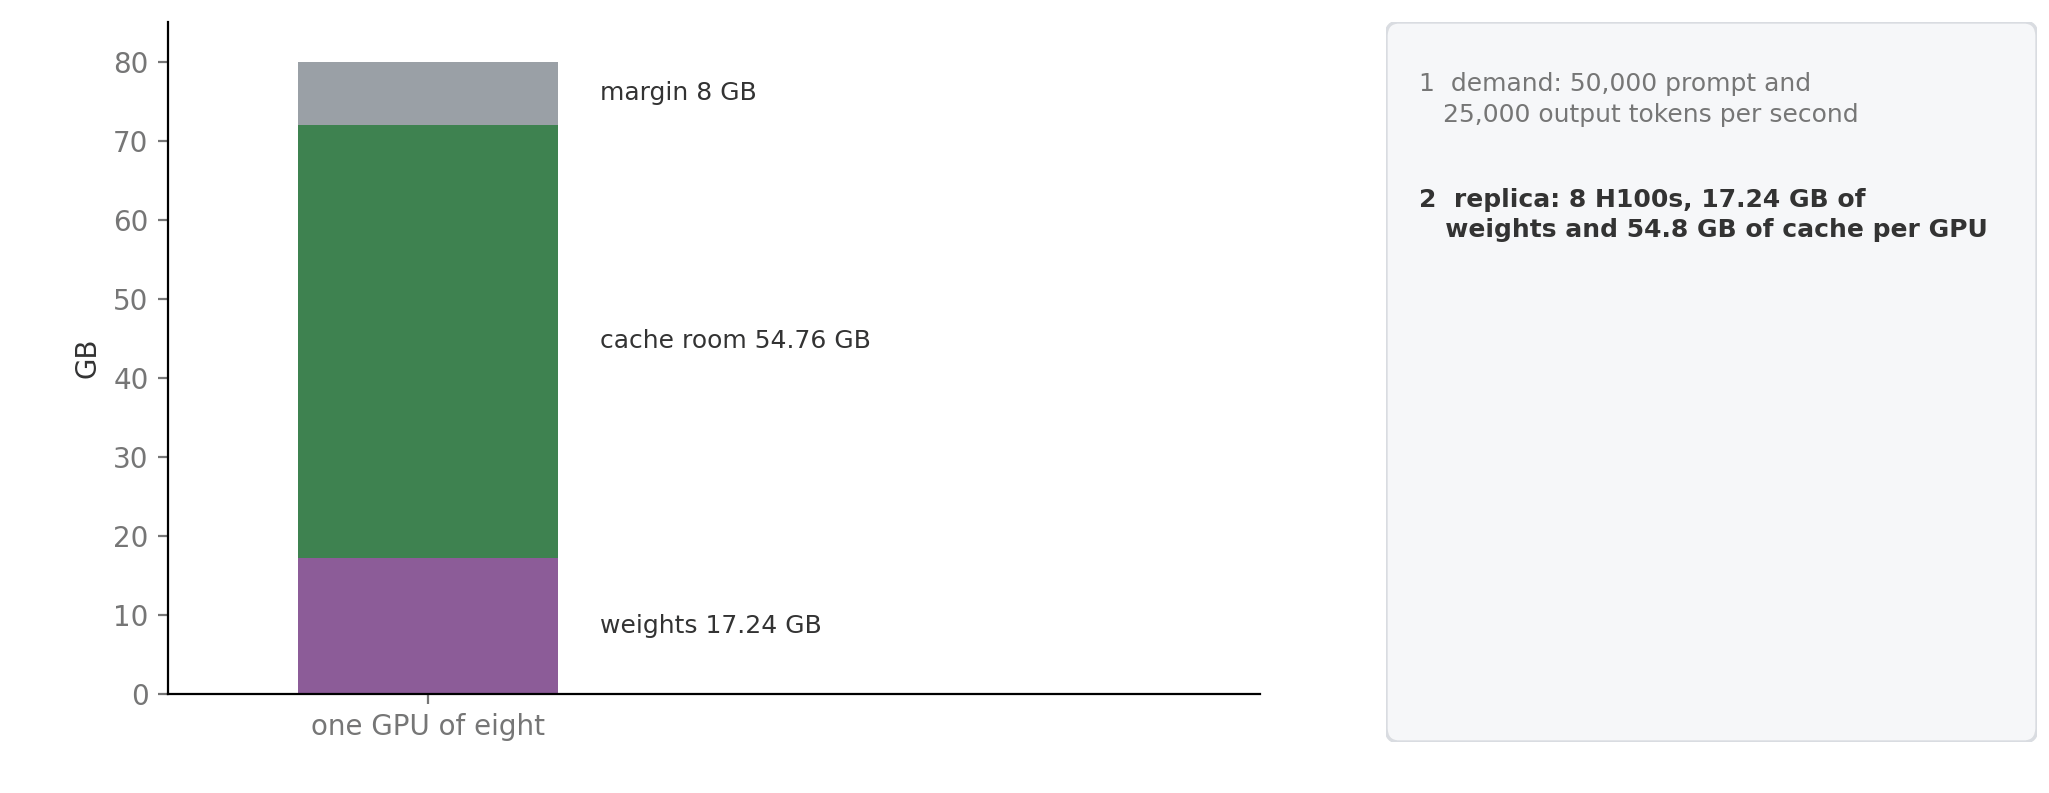 80
70
60
50
40
30
20
10
0
GB
margin 8 GB
cache room 54.76 GB
weights 17.24 GB
one GPU of eight
1 demand: 50,000 prompt and
25,000 output tokens per second
2 replica: 8 H100s, 17.24 GB of
weights and 54.8 GB of cache per GPU